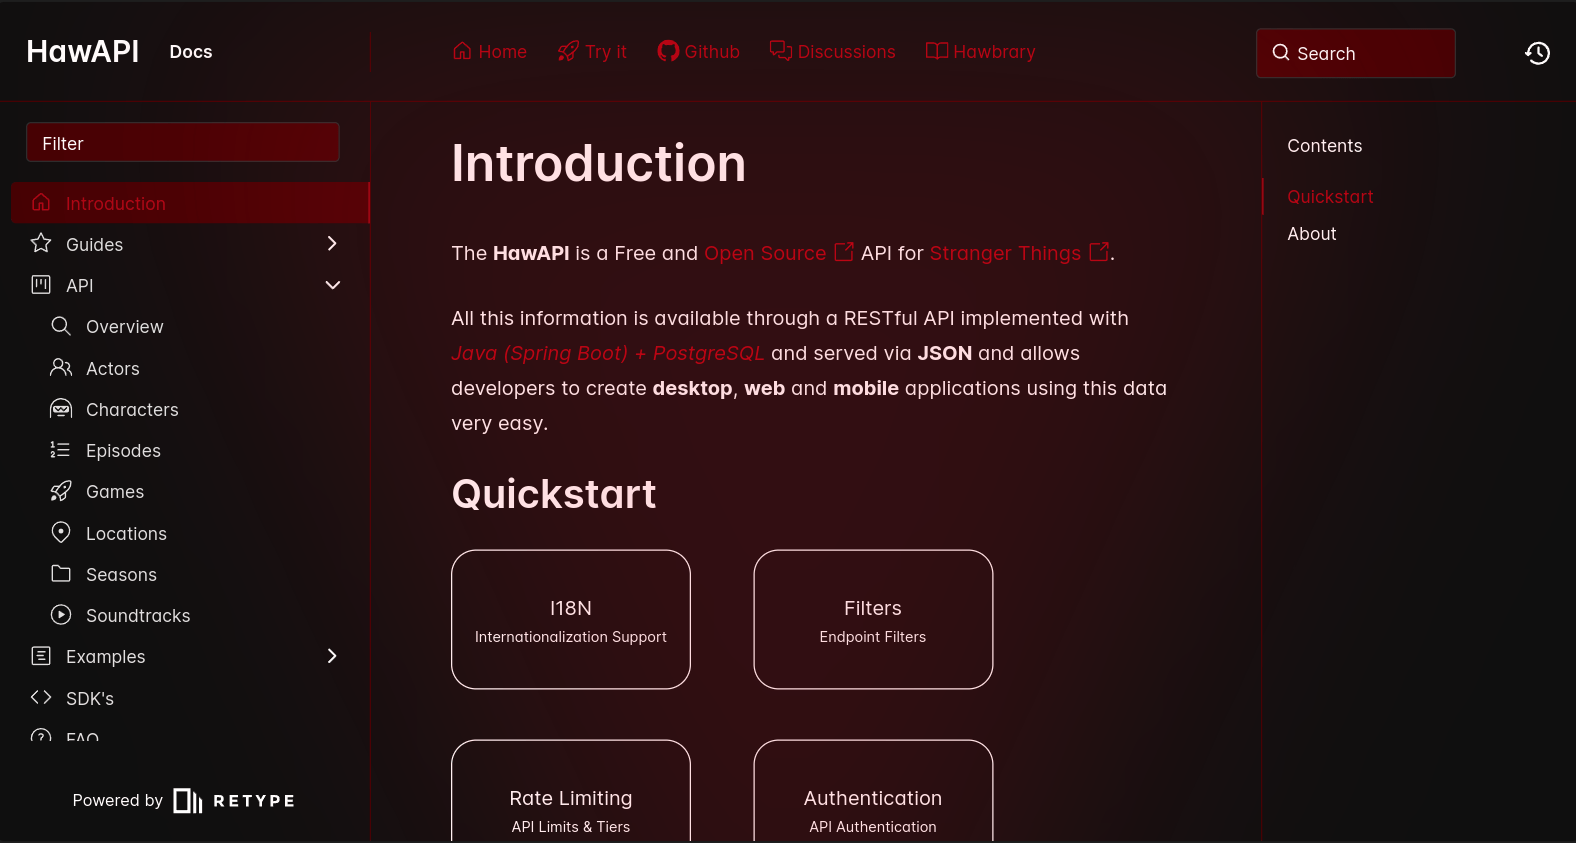 HawAPI Docs
Home Try it Github Discussions Hawbrary
Search
Filter
Introduction
Guides
API
Overview
Actors
Characters
Episodes
Games
Locations
Seasons
Soundtracks
Examples
SDK's
FAQ
Powered by RETYPE
Introduction
The HawAPI is a Free and Open Source API for Stranger Things.
All this information is available through a RESTful API implemented with
Java (Spring Boot) + PostgreSQL and served via JSON and allows
developers to create desktop, web and mobile applications using this data
very easy.
Quickstart
I18N
Internationalization Support
Filters
Endpoint Filters
Rate Limiting
API Limits & Tiers
Authentication
API Authentication
Contents
Quickstart
About